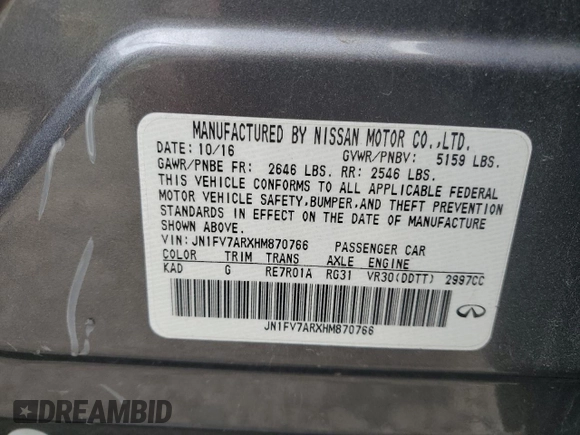 MANUFACTURED BY NISSAN MOTOR CO.,LTD.
DATE: 10/16 GVWR/PNBV: 5159 LBS.
GAWR/PNBE FR: 2646 LBS. RR: 2546 LBS.
THIS VEHICLE CONFORMS TO ALL APPLICABLE FEDERAL
MOTOR VEHICLE SAFETY, BUMPER, AND THEFT PREVENTION
STANDARDS IN EFFECT ON THE DATE OF MANUFACTURE
SHOWN ABOVE.
VIN: JN1FV7ARXHM870766 PASSENGER CAR
COLOR TRIM TRANS AXLE ENGINE
KAD G RE7R01A RG31 VR30(DDTT) 2997CC
JN1FV7ARXHM870766
DREAMBID